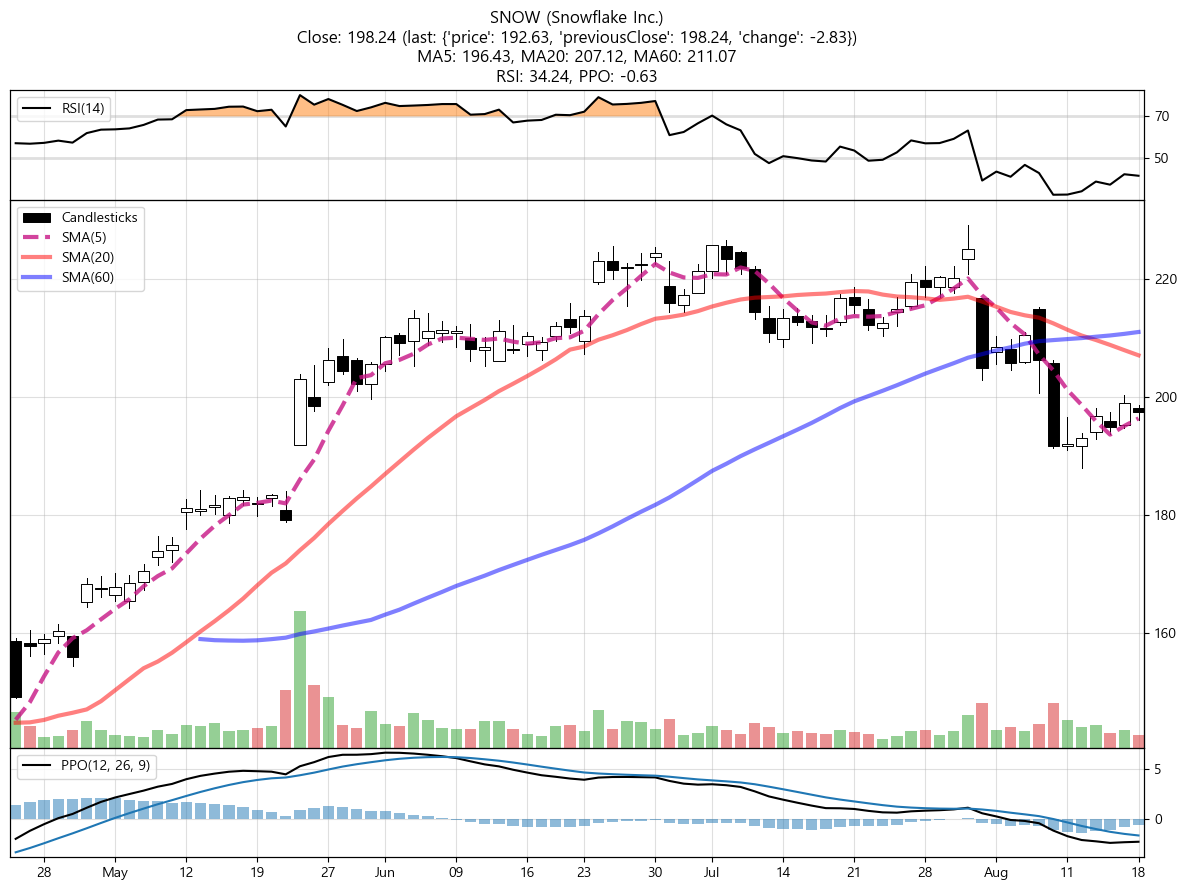 SNOW (Snowflake Inc.)
Close: 198.24 (last: {'price': 192.63, 'previousClose': 198.24, 'change': -2.83})
MA5: 196.43, MA20: 207.12, MA60: 211.07
RSI: 34.24, PPO: -0.63
RSI(14)
70
50
Candlesticks
SMA(5)
SMA(20)
SMA(60)
220
200
180
160
PPO(12, 26, 9)
5
0
28 May 12 19 27 Jun 09 16 23 30 Jul 14 21 28 Aug 11 18